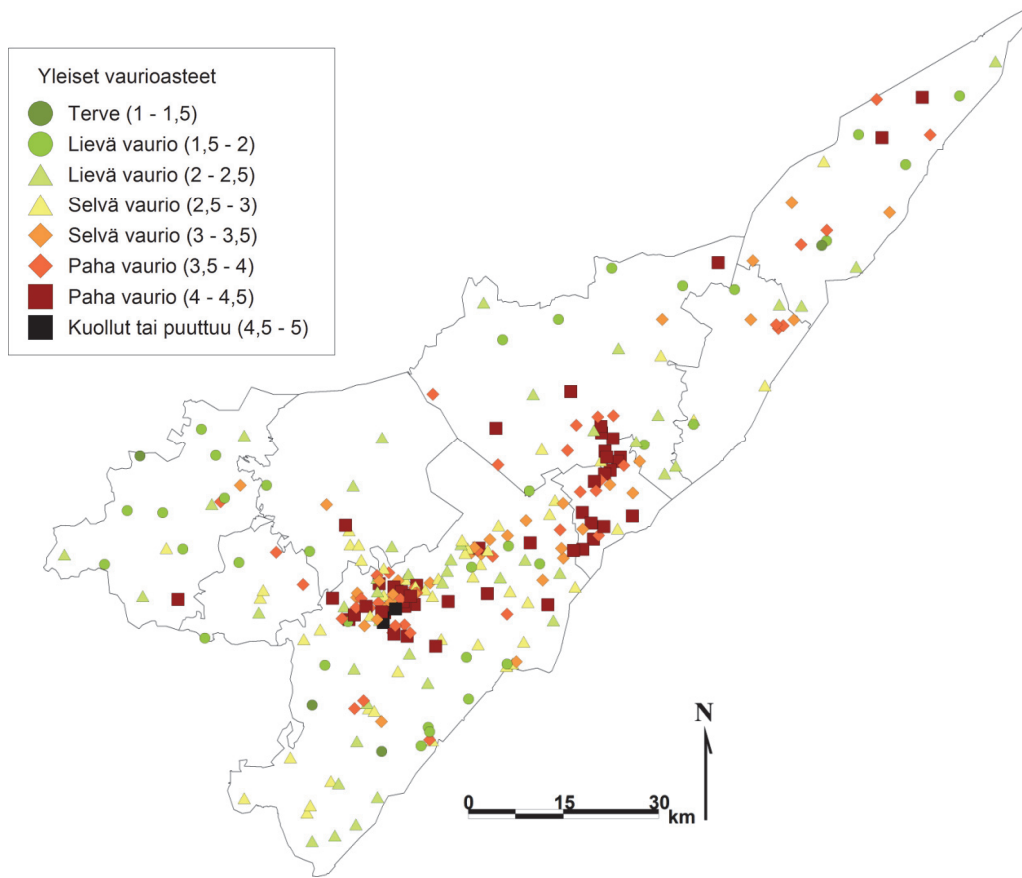 Yleiset vaurioasteet
Terve (1 - 1,5)
Lievä vaurio (1,5 - 2)
Lievä vaurio (2 - 2,5)
Selvä vaurio (2,5 - 3)
Selvä vaurio (3 - 3,5)
Paha vaurio (3,5 - 4)
Paha vaurio (4 - 4,5)
Kuollut tai puuttuu (4,5 - 5)
N
0 15 30
km